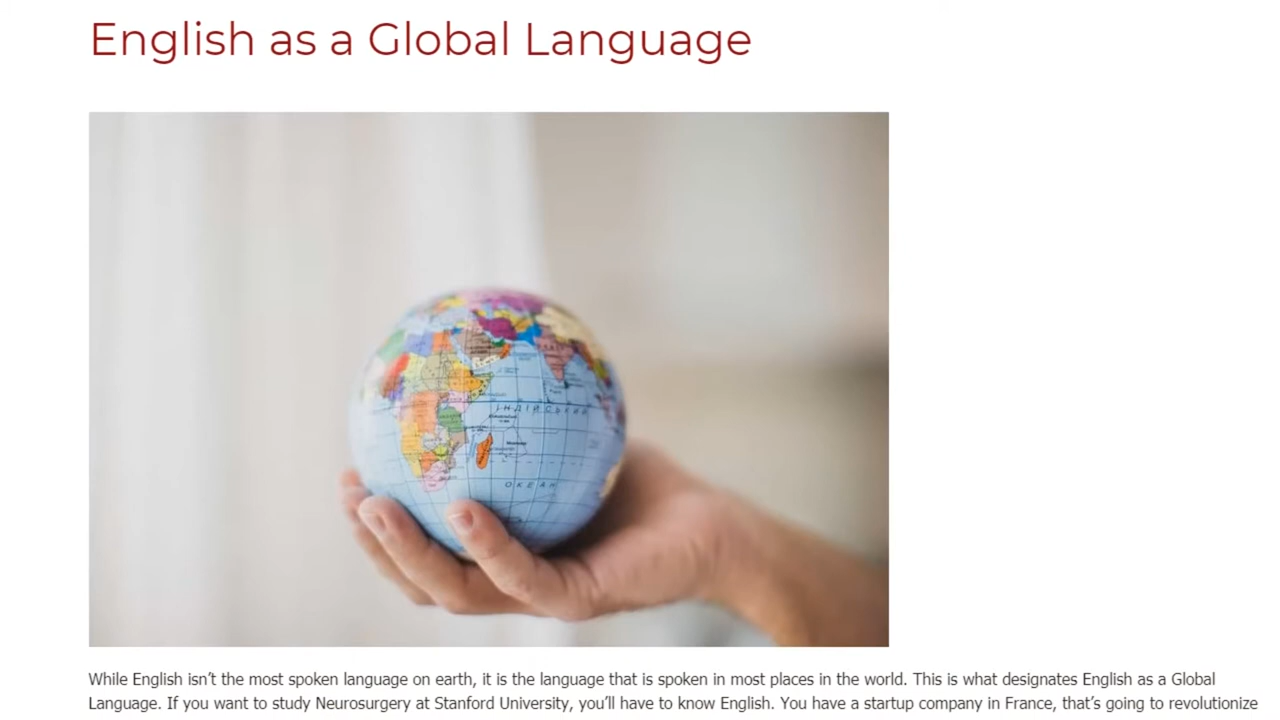 English as a Global Language
ІНДІЙСЬКИЙ
ОКЕАН
While English isn't the most spoken language on earth, it is the language that is spoken in most places in the world. This is what designates English as a Global
Language. If you want to study Neurosurgery at Stanford University, you'll have to know English. You have a startup company in France, that's going to revolutionize